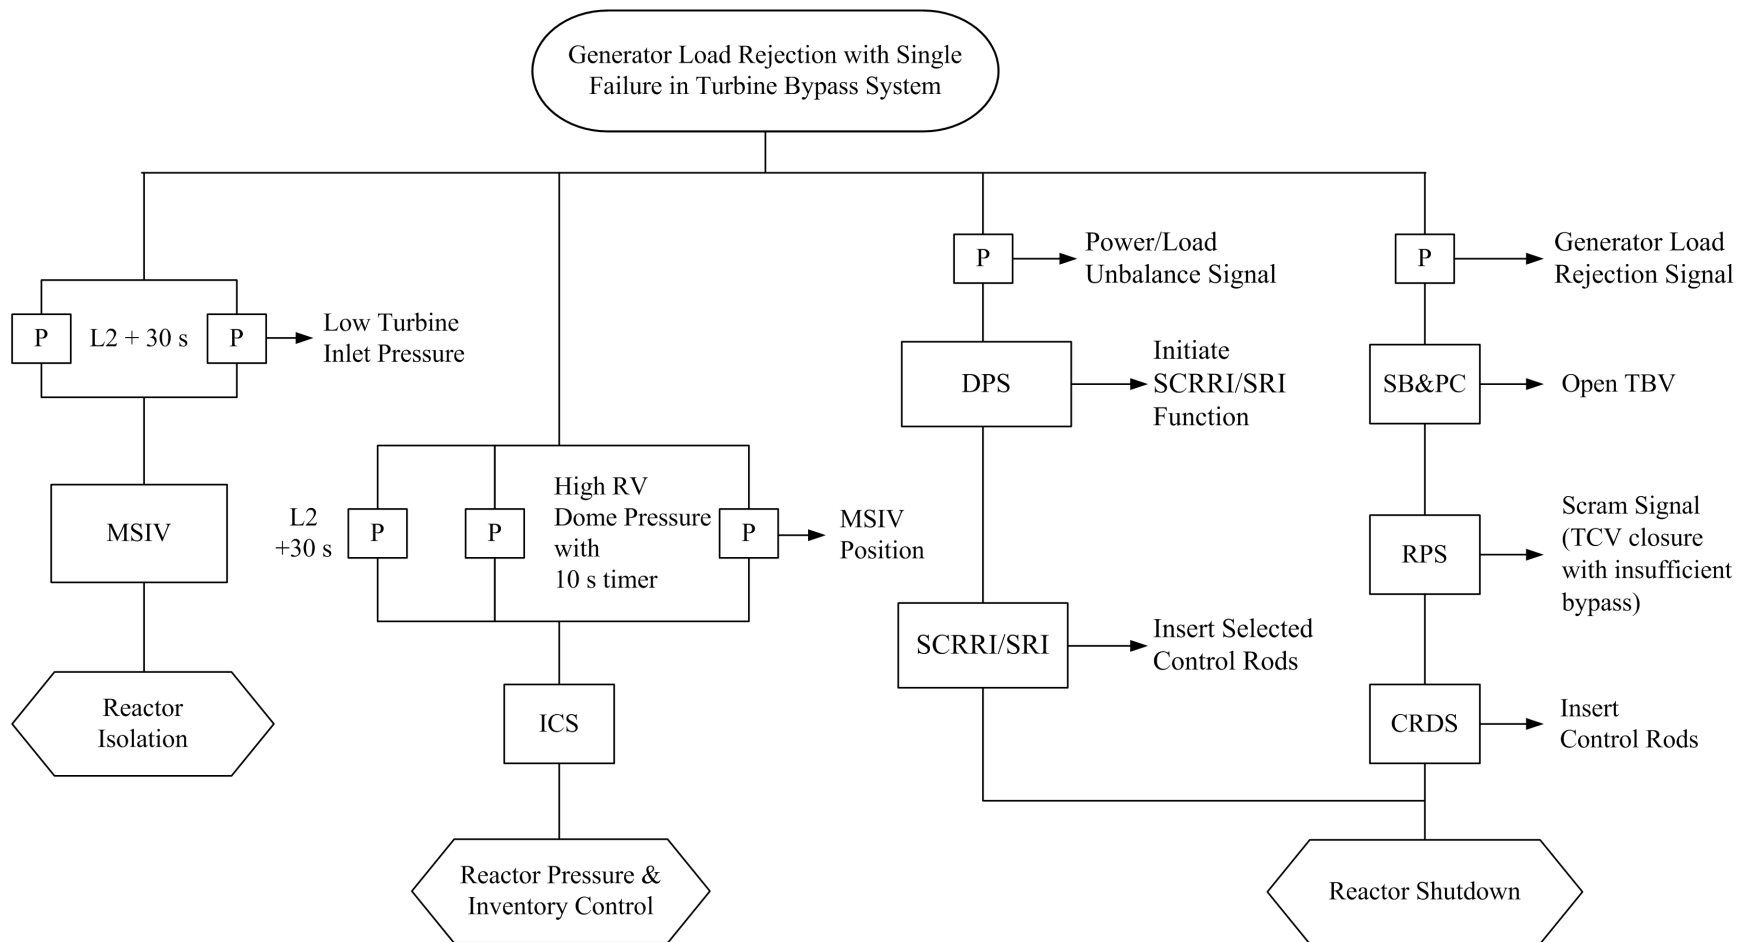 Generator Load Rejection with Single
Failure in Turbine Bypass System
P
L2 + 30 s
P
Low Turbine
Inlet Pressure
MSIV
Reactor
Isolation
L2
+30 s
P
P
High RV
Dome Pressure
with
10 s timer
P
MSIV
Position
ICS
Reactor Pressure &
Inventory Control
P
Power/Load
Unbalance Signal
DPS
Initiate
SCRRI/SRI
Function
SCRRI/SRI
Insert Selected
Control Rods
P
Generator Load
Rejection Signal
SB&PC
Open TBV
RPS
Scram Signal
(TCV closure
with insufficient
bypass)
CRDS
Insert
Control Rods
Reactor Shutdown